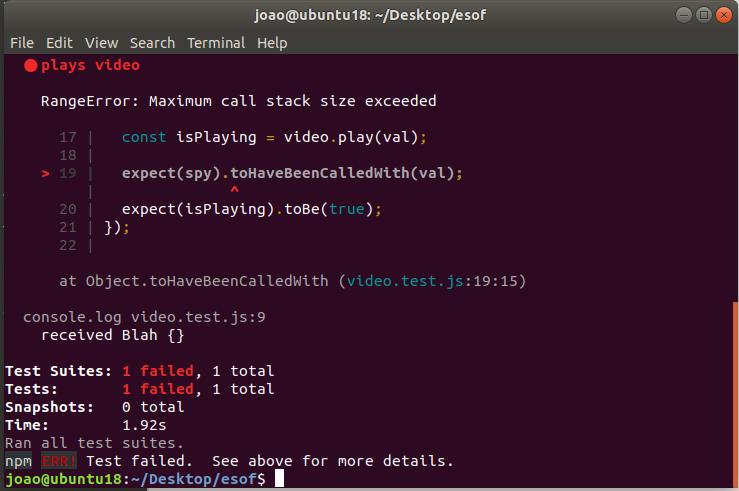 joao@ubuntu18: ~/Desktop/esof
File Edit View Search Terminal Help
● plays video
RangeError: Maximum call stack size exceeded
17 |   const isPlaying = video.play(val);
18 |
> 19 |   expect(spy).toHaveBeenCalledWith(val);
|               ^
20 |   expect(isPlaying).toBe(true);
21 | });
22 |
at Object.toHaveBeenCalledWith (video.test.js:19:15)
console.log video.test.js:9
received Blah {}
Test Suites: 1 failed, 1 total
Tests:       1 failed, 1 total
Snapshots:   0 total
Time:        1.92s
Ran all test suites.
npm ERR! Test failed.  See above for more details.
joao@ubuntu18:~/Desktop/esof$